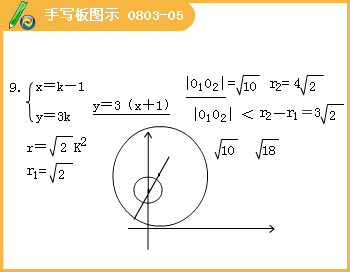 手写板图示 0803-05
9. { x=k-1
y=3k
y=3 (x+1)
|o₁o₂|=√10 r₂=4√2
|o₁o₂| < r₂-r₁=3√2
r=√2 K²
r₁=√2
√10 √18